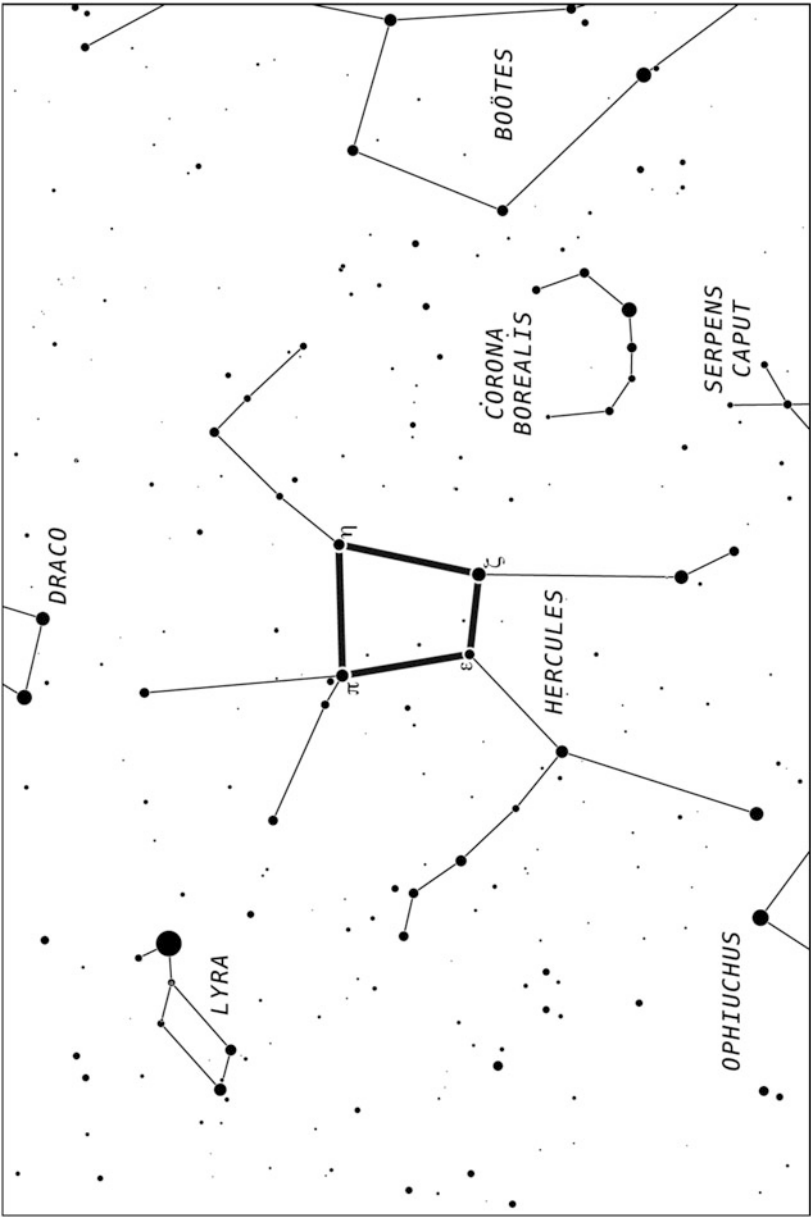 DRACO
LYRA
π
η
ε
ζ
BOÖTES
CORONA
BOREALIS
HERCULES
OPHIUCHUS
SERPENS
CAPUT